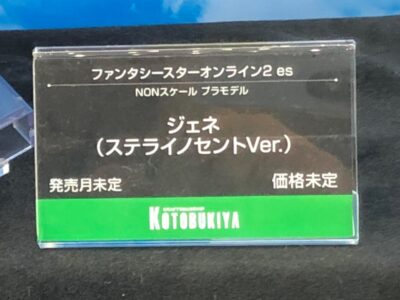 ファンタシースターオンライン2 es
NONスケール プラモデル
ジェネ
(ステライノセントVer.)
発売月未定 価格未定
KOTOBUKIYA